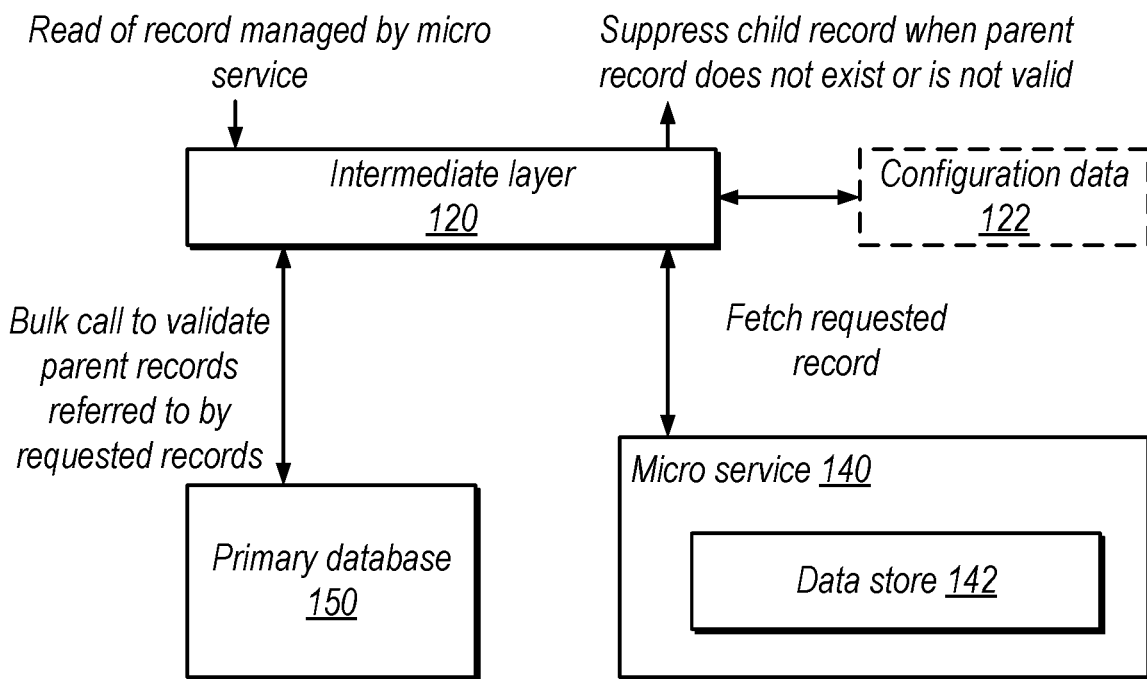 Read of record managed by micro
service
Suppress child record when parent
record does not exist or is not valid
Intermediate layer
120
Configuration data
122
Bulk call to validate
parent records
referred to by
requested records
Fetch requested
record
Primary database
150
Micro service 140
Data store 142